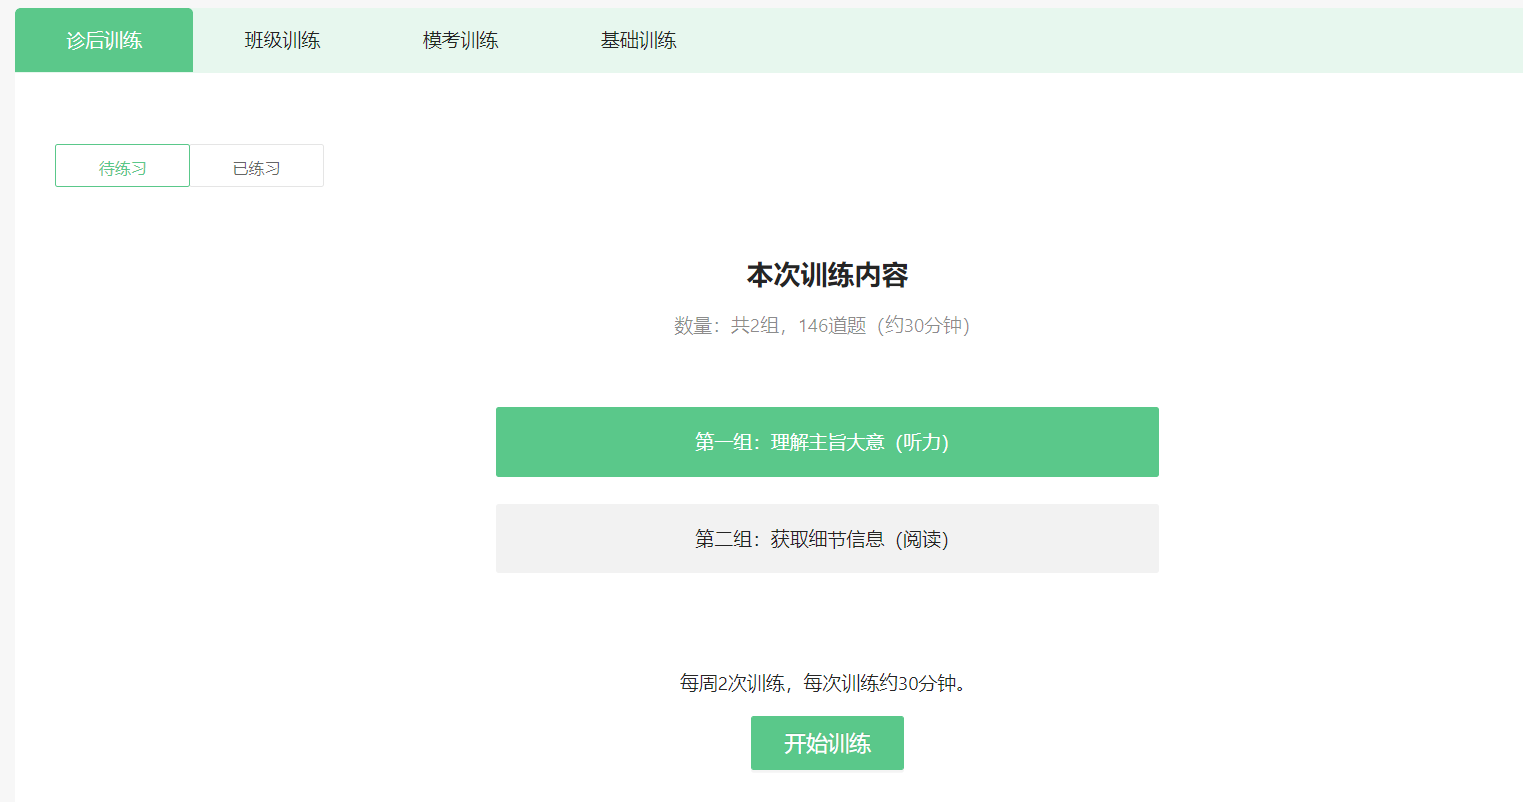 诊后训练 班级训练 模考训练 基础训练
待练习 已练习
本次训练内容
数量：共2组，146道题（约30分钟）
第一组：理解主旨大意（听力）
第二组：获取细节信息（阅读）
每周2次训练，每次训练约30分钟。
开始训练